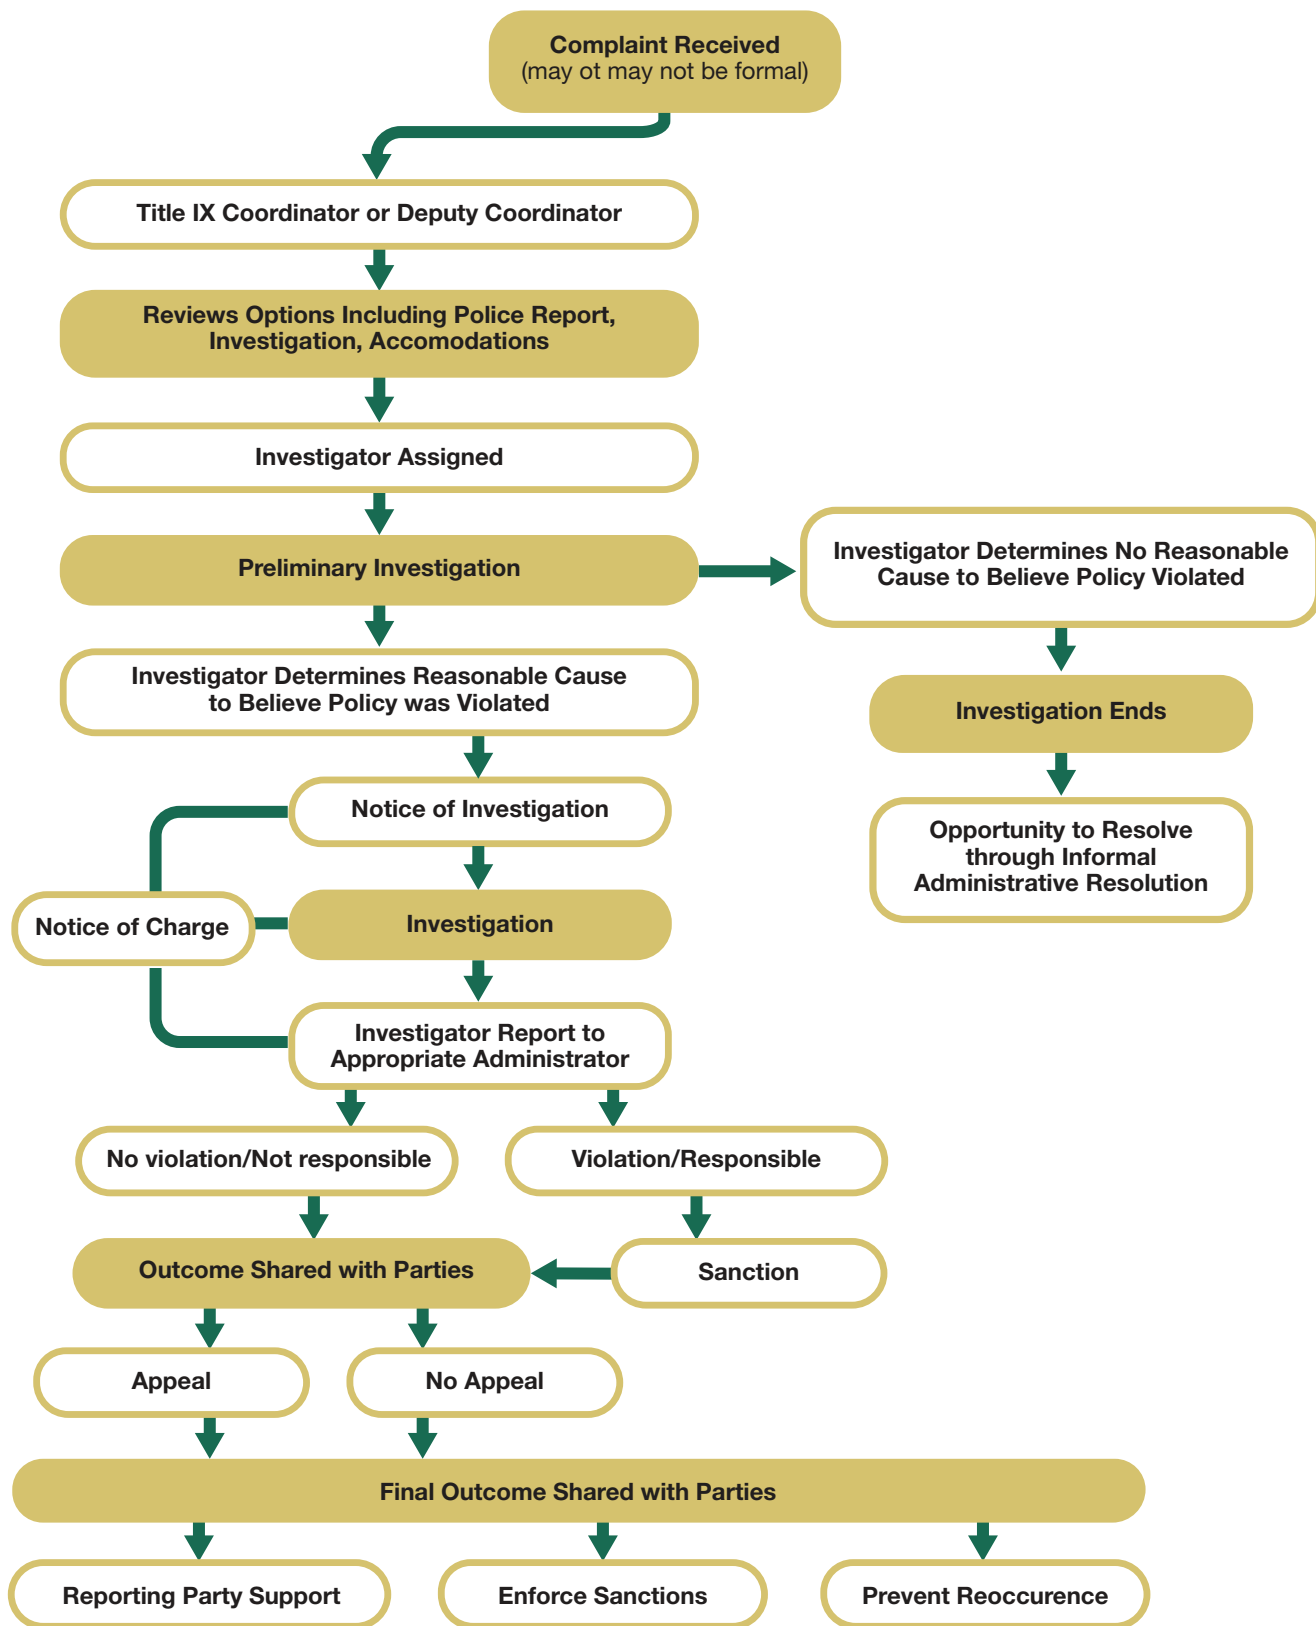 Complaint Received
(may ot may not be formal)
Title IX Coordinator or Deputy Coordinator
Reviews Options Including Police Report,
Investigation, Accomodations
Investigator Assigned
Preliminary Investigation
Investigator Determines No Reasonable
Cause to Believe Policy Violated
Investigator Determines Reasonable Cause
to Believe Policy was Violated
Investigation Ends
Notice of Investigation
Opportunity to Resolve
through Informal
Administrative Resolution
Notice of Charge
Investigation
Investigator Report to
Appropriate Administrator
No violation/Not responsible
Violation/Responsible
Outcome Shared with Parties
Sanction
Appeal
No Appeal
Final Outcome Shared with Parties
Reporting Party Support
Enforce Sanctions
Prevent Reoccurence